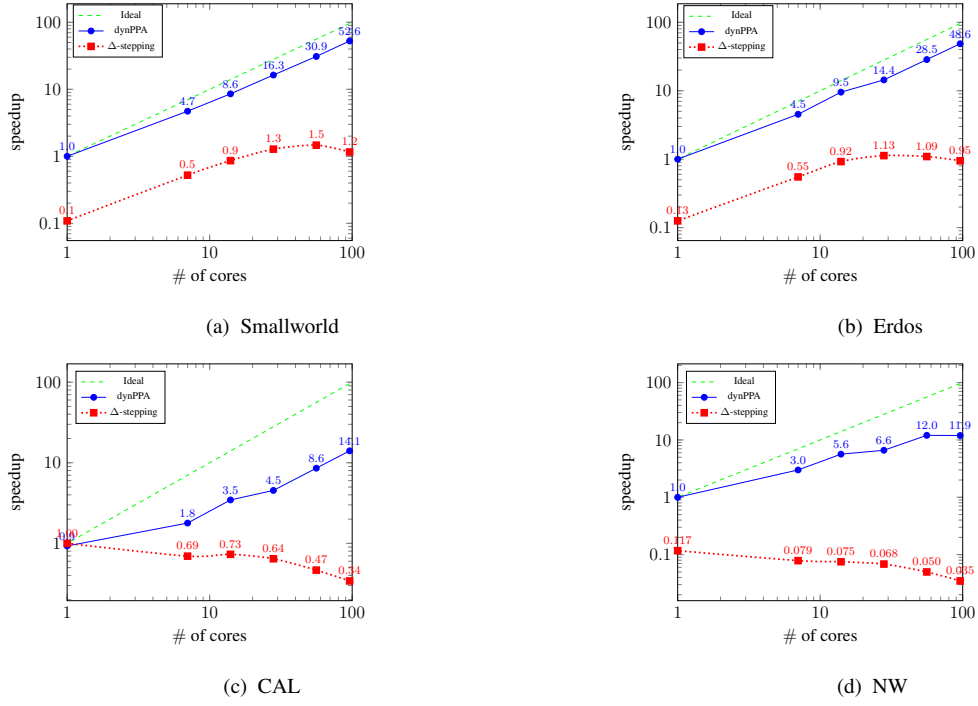 100
10
1
0.1
speedup
Ideal
dynPPA
Δ-stepping
1.0
4.7
8.6
16.3
30.9
52.6
0.1
0.5
0.9
1.3
1.5
1.2
1 10 100
# of cores
(a) Smallworld
100
10
1
0.1
speedup
Ideal
dynPPA
Δ-stepping
1.0
4.5
9.5
14.4
28.5
48.6
0.13
0.55
0.92
1.13
1.09
0.95
1 10 100
# of cores
(b) Erdos
100
10
1
speedup
Ideal
dynPPA
Δ-stepping
0.9
1.8
3.5
4.5
8.6
14.1
1.00
0.69
0.73
0.64
0.47
0.34
1 10 100
# of cores
(c) CAL
100
10
1
0.1
speedup
Ideal
dynPPA
Δ-stepping
1.0
3.0
5.6
6.6
12.0
11.9
0.117
0.079
0.075
0.068
0.050
0.035
1 10 100
# of cores
(d) NW